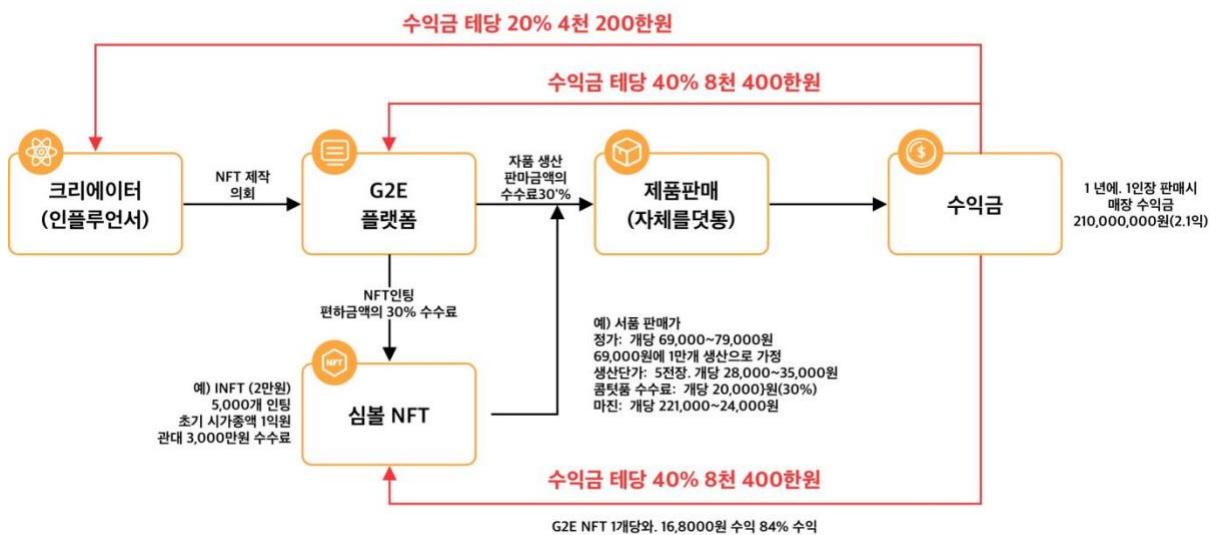 수익금 테당 20% 4천 200한원
수익금 테당 40% 8천 400한원
크리에이터
(인플루언서)
NFT 제작
의회
G2E
플랫폼
자품 생산
판마금액의
수수료30'%
제품판매
(자체를뎟통)
수익금
1 년에. 1인장 판매시
매장 수익금
210,000,000원(2.1익)
NFT인팅
편하금액의 30% 수수료
예) INFT (2만원)
5,000개 인팅
초기 시가종액 1익원
관대 3,000만원 수수료
NFT
심볼 NFT
예) 서품 판매가
정가: 개당 69,000~79,000원
69,000원에 1만개 생산으로 가정
생산단가: 5전장. 개당 28,000~35,000원
콤텃품 수수료: 개당 20,000}원(30%)
마진: 개당 221,000~24,000원
수익금 테당 40% 8천 400한원
G2E NFT 1개당와. 16,8000원 수익 84% 수익